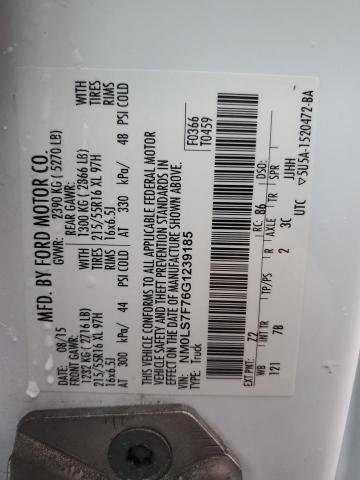 MFD. BY FORD MOTOR CO.
DATE: 08/15 GVWR: 2390 KG ( 5270 LB)
FRONT GAWR: REAR GAWR: WITH
1232 KG ( 2716 LB) 1300 KG ( 2866 LB) TIRES
215/55R16 XL 97H 215/55R16 XL 97H RIMS
16x6.5J 16x6.5J
AT 300 kPa/ 44 PSI COLD AT 330 kPa/ 48 PSI COLD
WITH
TIRES
RIMS
THIS VEHICLE CONFORMS TO ALL APPLICABLE FEDERAL MOTOR
VEHICLE SAFETY AND THEFT PREVENTION STANDARDS IN
EFFECT ON THE DATE OF MANUFACTURE SHOWN ABOVE.
VIN: NM0LS7F76G1239185
TYPE: Truck
F0366
T0459
EXT PNT: Z2 RC: 86 DSO:
WB INT TR TP/PS R AXLE TR SPR
121 7B 2 3C JJHH
UTC ▽5U5A-1520472-BA